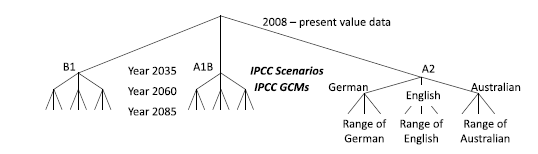 2008 – present value data
B1
Year 2035
A1B
IPCC Scenarios
A2
Year 2060
IPCC GCMs
German
English
Australian
Year 2085
Range of
German
Range of
English
Range of
Australian